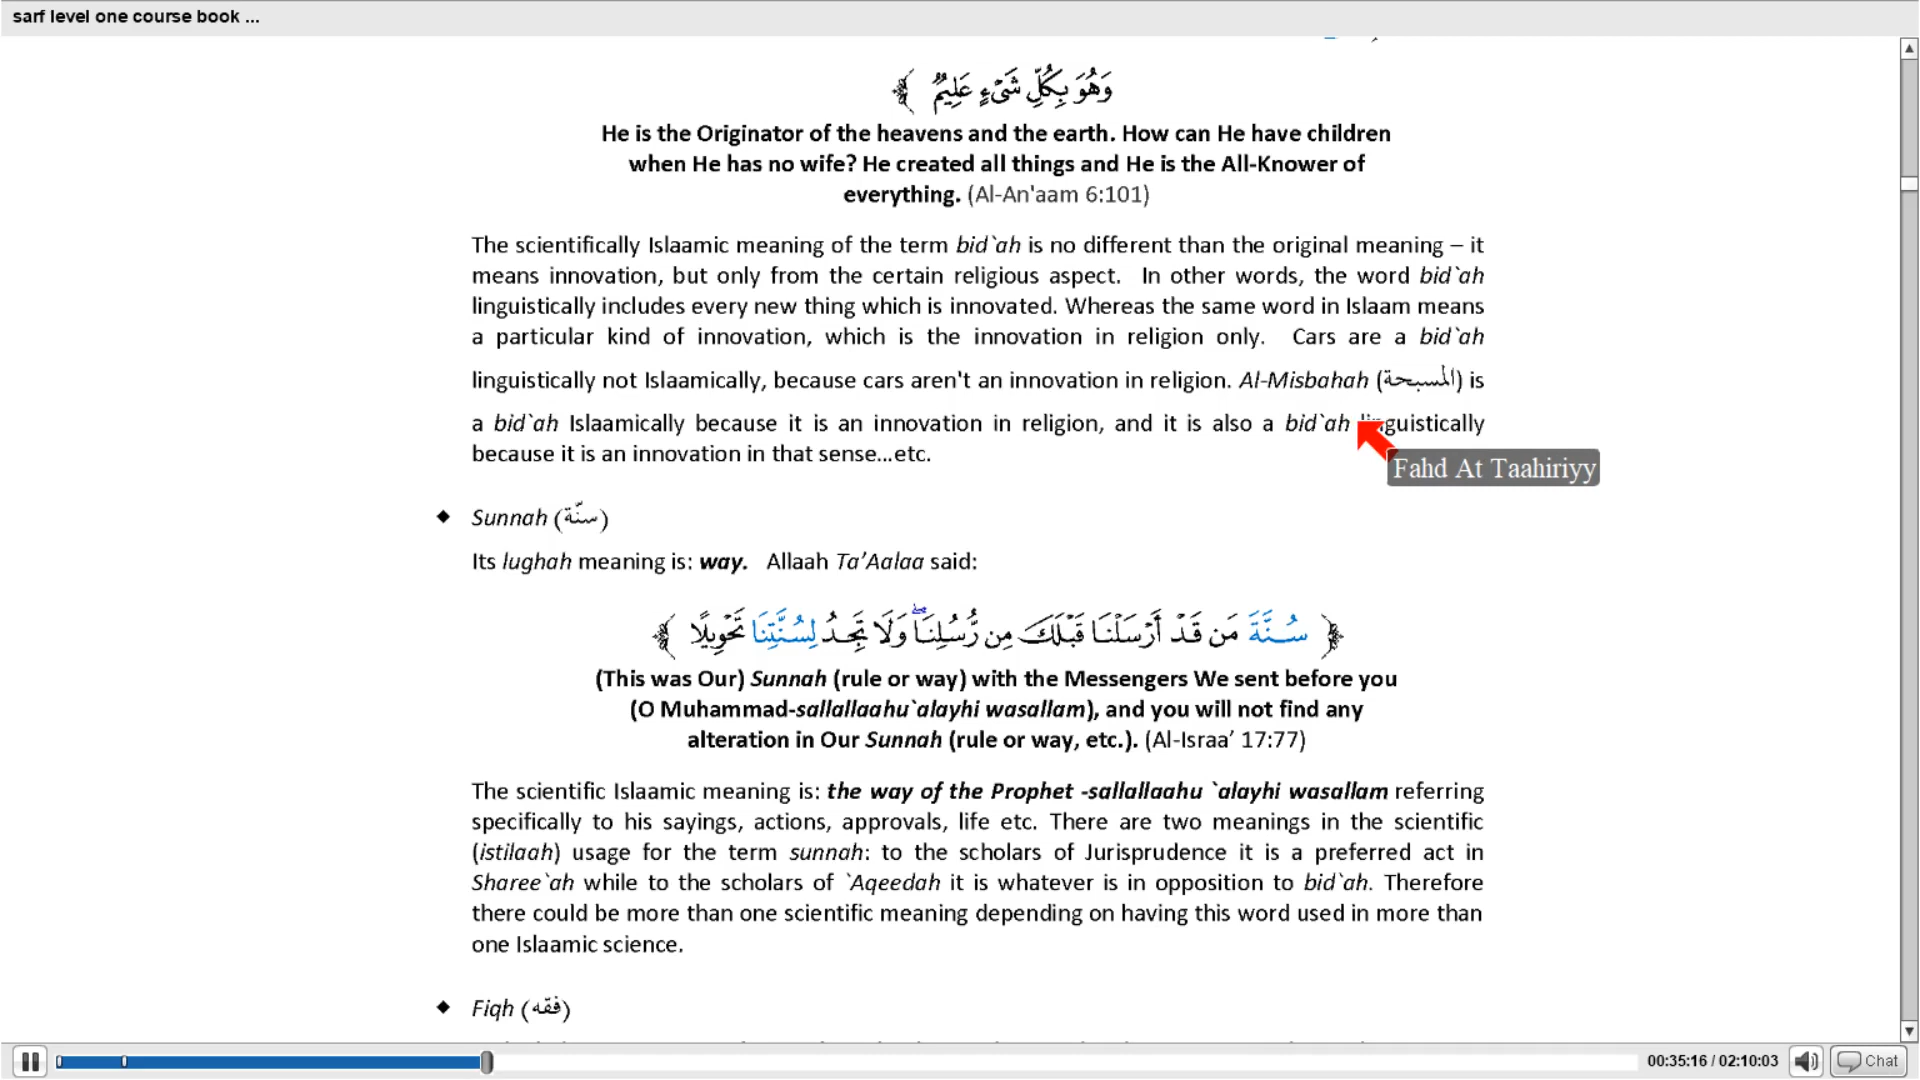 sarf level one course book ...
وَهُوَ بِكُلِّ شَىْءٍ عَلِيمٌ ﴾
He is the Originator of the heavens and the earth. How can He have children
when He has no wife? He created all things and He is the All-Knower of
everything. (Al-An'aam 6:101)
The scientifically Islaamic meaning of the term bid`ah is no different than the original meaning – it
means innovation, but only from the certain religious aspect. In other words, the word bid`ah
linguistically includes every new thing which is innovated. Whereas the same word in Islaam means
a particular kind of innovation, which is the innovation in religion only. Cars are a bid`ah
linguistically not Islaamically, because cars aren't an innovation in religion. Al-Misbahah (المسبحة) is
a bid`ah Islaamically because it is an innovation in religion, and it is also a bid`ah linguistically
because it is an innovation in that sense...etc.
Fahd At Taahiriyy
◆ Sunnah (سنّة)
Its lughah meaning is: way. Allaah Ta’Aalaa said:
﴿ سُنَّةَ مَن قَدْ أَرْسَلْنَا قَبْلَكَ مِن رُّسُلِنَا ۖ وَلَا تَجِدُ لِسُنَّتِنَا تَحْوِيلًا ﴾
(This was Our) Sunnah (rule or way) with the Messengers We sent before you
(O Muhammad-sallallaahu`alayhi wasallam), and you will not find any
alteration in Our Sunnah (rule or way, etc.). (Al-Israa’ 17:77)
The scientific Islaamic meaning is: the way of the Prophet -sallallaahu `alayhi wasallam referring
specifically to his sayings, actions, approvals, life etc. There are two meanings in the scientific
(istilaah) usage for the term sunnah: to the scholars of Jurisprudence it is a preferred act in
Sharee`ah while to the scholars of `Aqeedah it is whatever is in opposition to bid`ah. Therefore
there could be more than one scientific meaning depending on having this word used in more than
one Islaamic science.
◆ Fiqh (فقه)
00:35:16 / 02:10:03
Chat